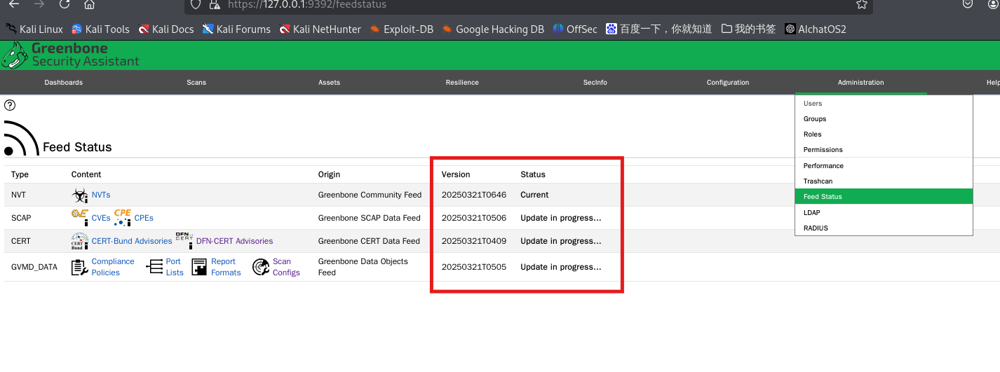 https://127.0.0.1:9392/feedstatus
Kali Linux Kali Tools Kali Docs Kali Forums Kali NetHunter Exploit-DB Google Hacking DB OffSec 百度一下，你就知道 我的书签 AIchatOS2
Greenbone
Security Assistant
Dashboards Scans Assets Resilience SecInfo Configuration Administration Help
Users
Groups
Roles
Permissions
Performance
Trashcan
Feed Status
LDAP
RADIUS
Feed Status
Type Content Origin Version Status
NVT NVTs Greenbone Community Feed 20250321T0646 Current
SCAP CVE CVEs CPE CPEs Greenbone SCAP Data Feed 20250321T0506 Update in progress...
CERT CERT Bund CERT-Bund Advisories DFN- CERT DFN-CERT Advisories Greenbone CERT Data Feed 20250321T0409 Update in progress...
GVMD_DATA Compliance Policies Port Lists Report Formats Scan Configs Greenbone Data Objects Feed 20250321T0505 Update in progress...